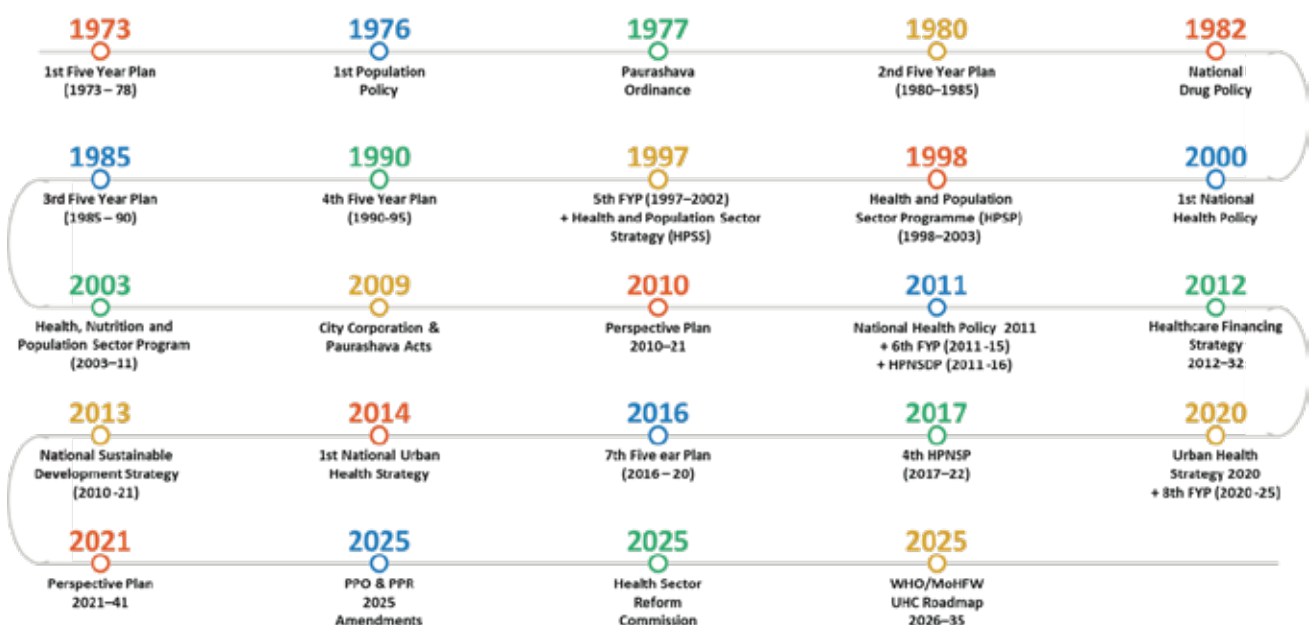 1973
1st Five Year Plan
(1973 – 78)
1976
1st Population
Policy
1977
Paurashava
Ordinance
1980
2nd Five Year Plan
(1980–1985)
1982
National
Drug Policy
1985
3rd Five Year Plan
(1985 – 90)
1990
4th Five Year Plan
(1990-95)
1997
5th FYP (1997–2002)
+ Health and Population Sector
Strategy (HPSS)
1998
Health and Population
Sector Programme (HPSP)
(1998–2003)
2000
1st National
Health Policy
2003
Health, Nutrition and
Population Sector Program
(2003–11)
2009
City Corporation &
Paurashava Acts
2010
Perspective Plan
2010–21
2011
National Health Policy 2011
+ 6th FYP (2011-15)
+ HPNSDP (2011-16)
2012
Healthcare Financing
Strategy
2012–32
2013
National Sustainable
Development Strategy
(2010-21)
2014
1st National Urban
Health Strategy
2016
7th Five ear Plan
(2016 – 20)
2017
4th HPNSP
(2017–22)
2020
Urban Health
Strategy 2020
+ 8th FYP (2020-25)
2021
Perspective Plan
2021–41
2025
PPO & PPR
2025
Amendments
2025
Health Sector
Reform
Commission
2025
WHO/MoHFW
UHC Roadmap
2026–35